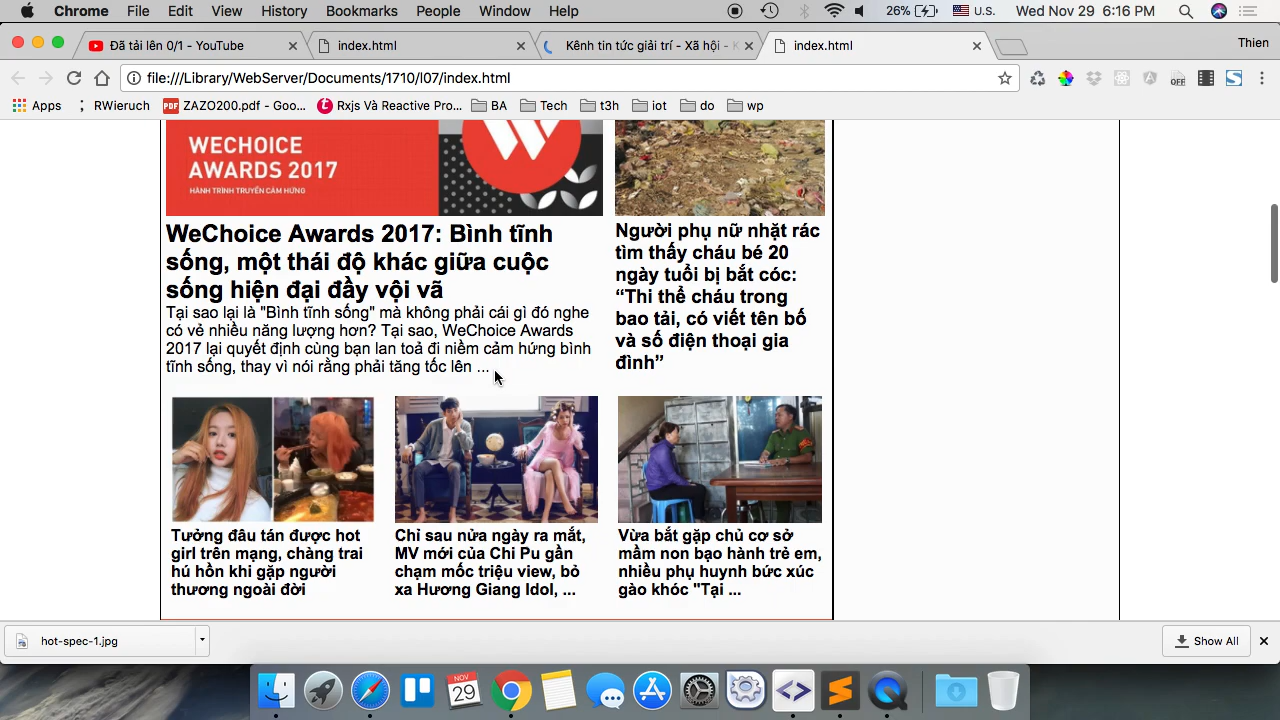 Chrome File Edit View History Bookmarks People Window Help
26% U.S. Wed Nov 29 6:16 PM
Đã tải lên 0/1 - YouTube
index.html
Kênh tin tức giải trí - Xã hội - K
index.html
Thien
file:///Library/WebServer/Documents/1710/l07/index.html
OFF
Apps
RWieruch
PDF ZAZO200.pdf - Goo...
t Rxjs Và Reactive Pro...
BA
Tech
t3h
iot
do
wp
WECHOICE
AWARDS 2017
HÀNH TRÌNH TRUYỀN CẢM HỨNG
WeChoice Awards 2017: Bình tĩnh
sống, một thái độ khác giữa cuộc
sống hiện đại đầy vội vã
Tại sao lại là "Bình tĩnh sống" mà không phải cái gì đó nghe
có vẻ nhiều năng lượng hơn? Tại sao, WeChoice Awards
2017 lại quyết định cùng bạn lan toả đi niềm cảm hứng bình
tĩnh sống, thay vì nói rằng phải tăng tốc lên ...
Người phụ nữ nhặt rác
tìm thấy cháu bé 20
ngày tuổi bị bắt cóc:
“Thi thể cháu trong
bao tải, có viết tên bố
và số điện thoại gia
đình”
Tưởng đâu tán được hot
girl trên mạng, chàng trai
hú hồn khi gặp người
thương ngoài đời
Chỉ sau nửa ngày ra mắt,
MV mới của Chi Pu gần
chạm mốc triệu view, bỏ
xa Hương Giang Idol, ...
Vừa bắt gặp chủ cơ sở
mầm non bạo hành trẻ em,
nhiều phụ huynh bức xúc
gào khóc "Tại ...
hot-spec-1.jpg
Show All
NOV
29